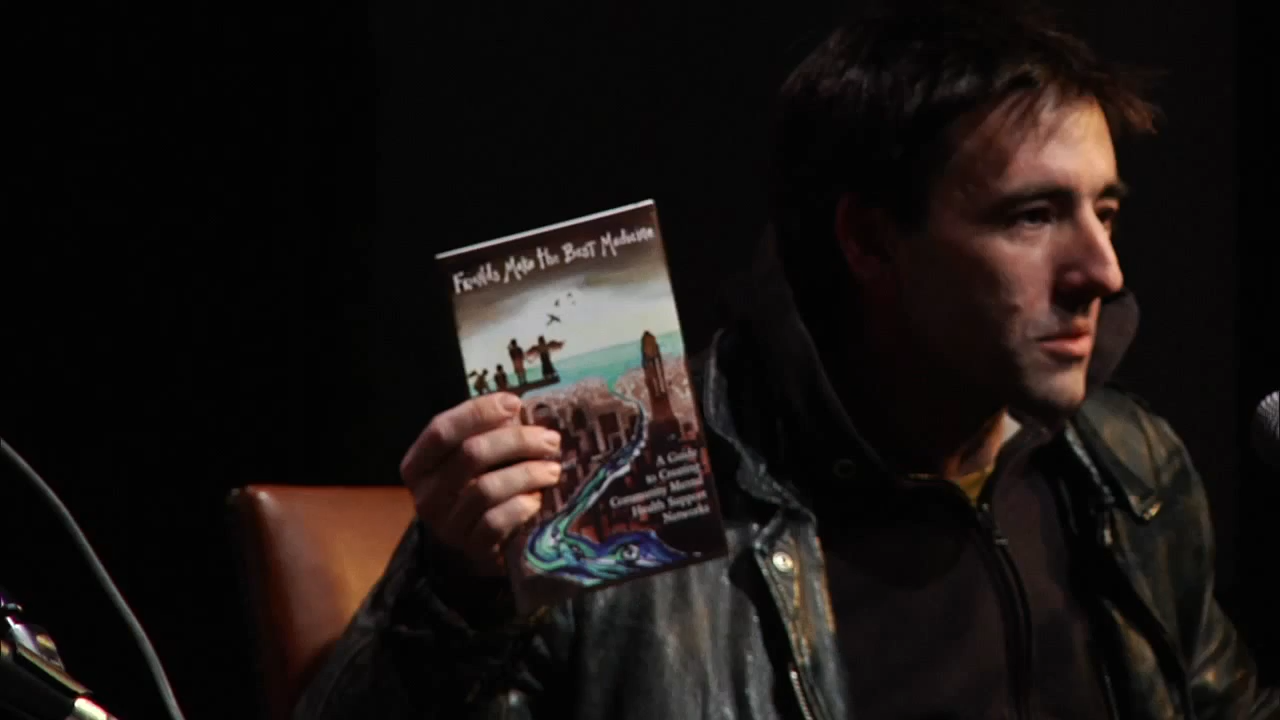 Friends Make the Best Medicine
A Guide
to Creating
Community Mental
Health Support
Networks